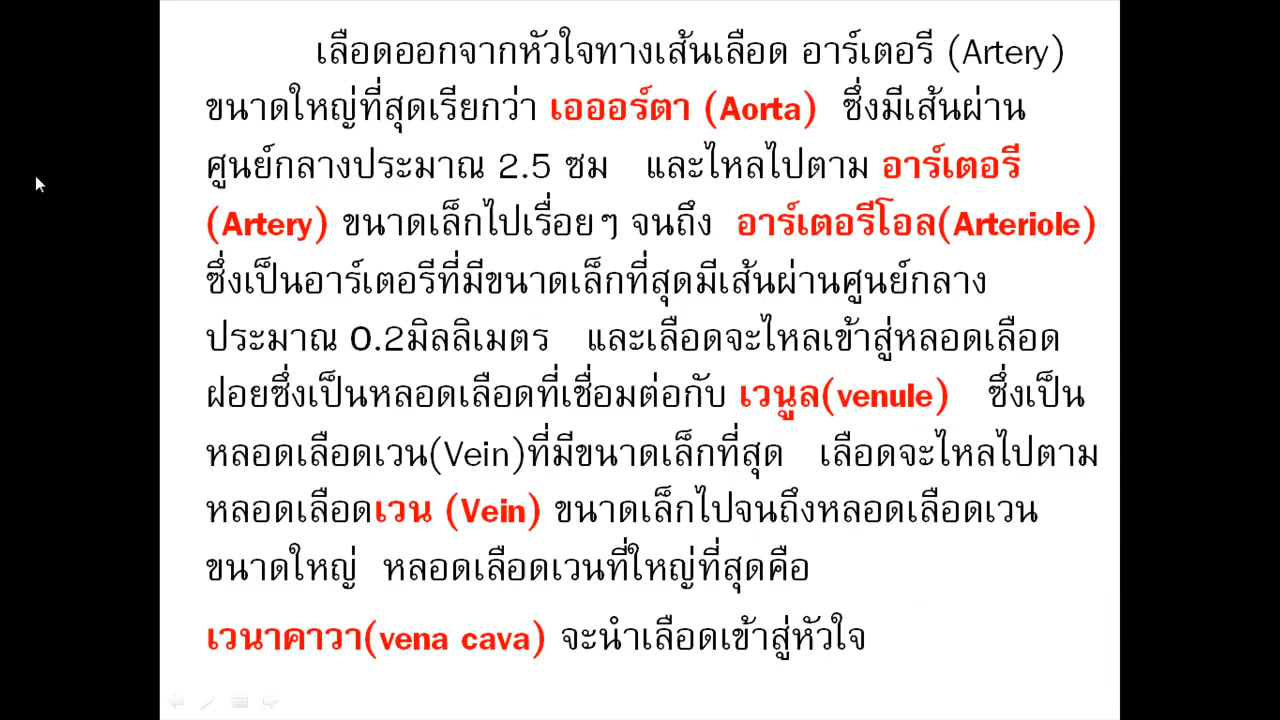 เลือดออกจากหัวใจทางเส้นเลือด อาร์เตอรี (Artery)
ขนาดใหญ่ที่สุดเรียกว่า เอออร์ตา (Aorta) ซึ่งมีเส้นผ่าน
ศูนย์กลางประมาณ 2.5 ซม และไหลไปตาม อาร์เตอรี
(Artery) ขนาดเล็กไปเรื่อยๆ จนถึง อาร์เตอรีโอล(Arteriole)
ซึ่งเป็นอาร์เตอรีที่มีขนาดเล็กที่สุดมีเส้นผ่านศูนย์กลาง
ประมาณ 0.2มิลลิเมตร และเลือดจะไหลเข้าสู่หลอดเลือด
ฝอยซึ่งเป็นหลอดเลือดที่เชื่อมต่อกับ เวนูล(venule) ซึ่งเป็น
หลอดเลือดเวน(Vein)ที่มีขนาดเล็กที่สุด เลือดจะไหลไปตาม
หลอดเลือดเวน (Vein) ขนาดเล็กไปจนถึงหลอดเลือดเวน
ขนาดใหญ่ หลอดเลือดเวนที่ใหญ่ที่สุดคือ
เวนาคาวา(vena cava) จะนำเลือดเข้าสู่หัวใจ